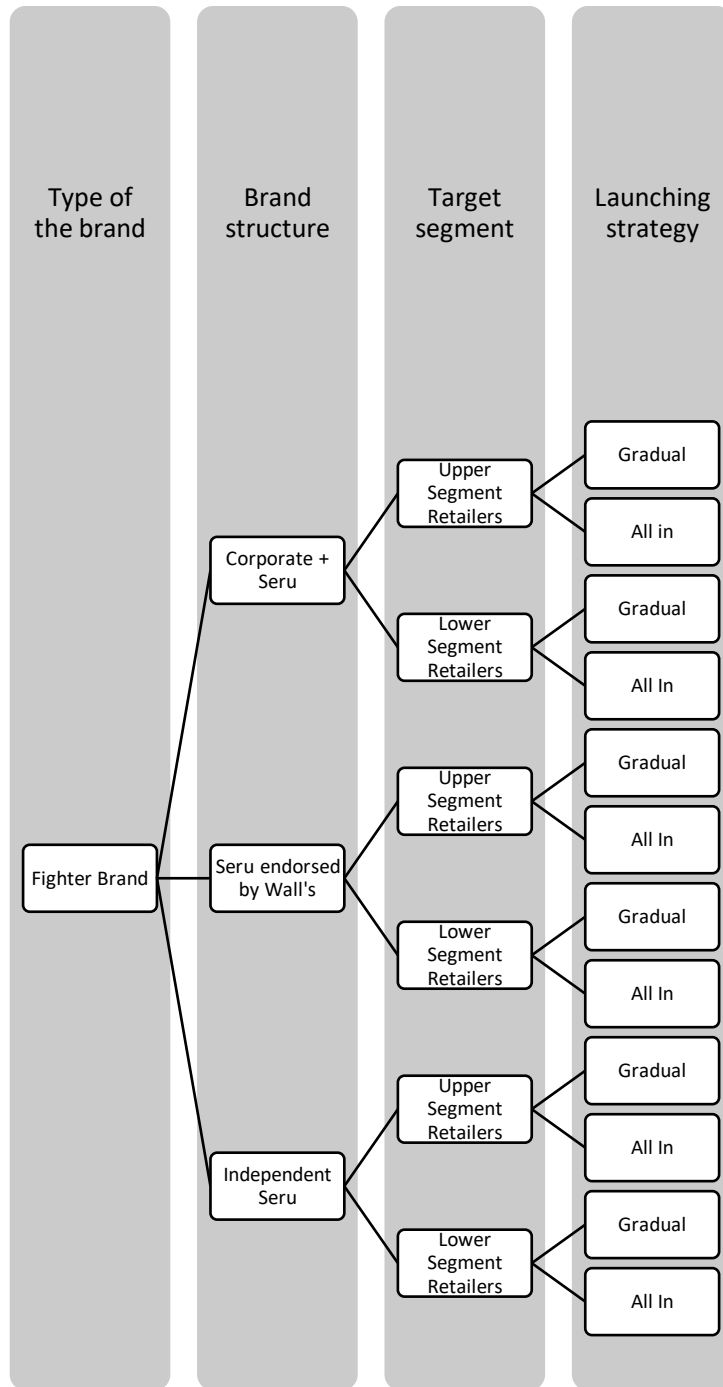 Type of
the brand
Brand
structure
Target
segment
Launching
strategy
Fighter Brand
Corporate +
Seru
Upper
Segment
Retailers
Gradual
All in
Lower
Segment
Retailers
Gradual
All In
Seru endorsed
by Wall's
Upper
Segment
Retailers
Gradual
All In
Lower
Segment
Retailers
Gradual
All In
Independent
Seru
Upper
Segment
Retailers
Gradual
All In
Lower
Segment
Retailers
Gradual
All In